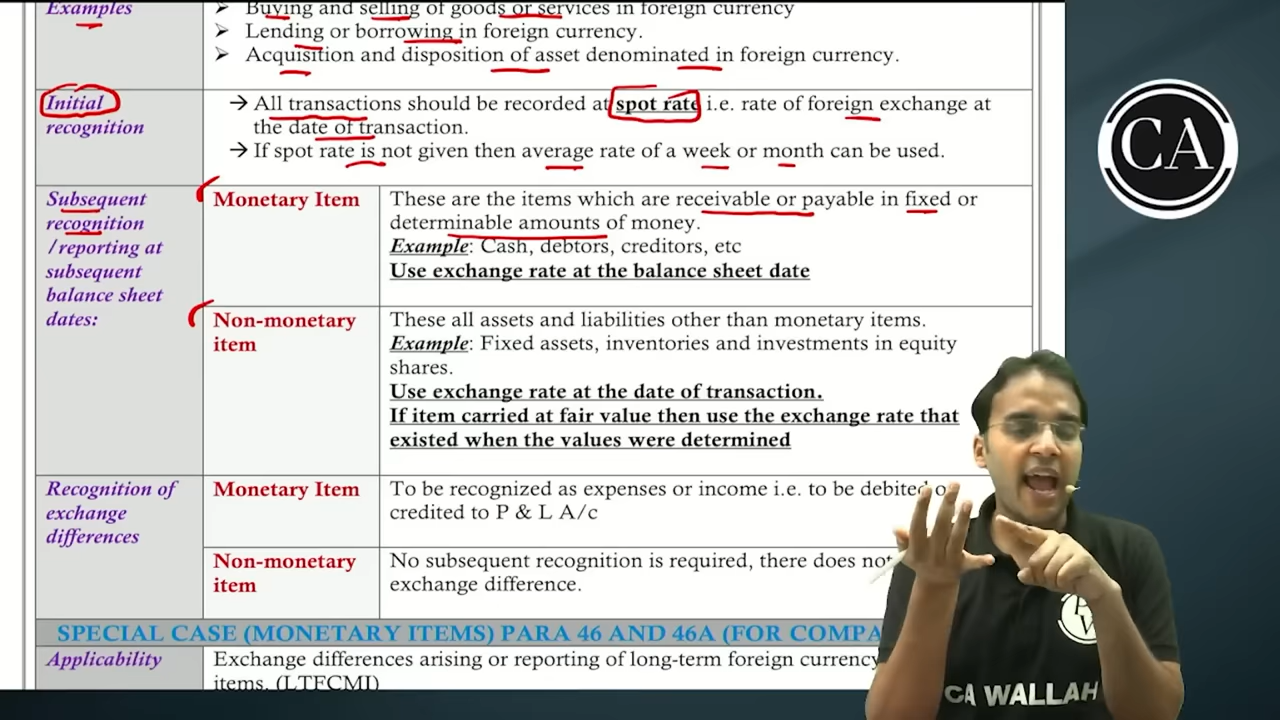 Examples
➢ Buying and selling of goods or services in foreign currency
➢ Lending or borrowing in foreign currency.
➢ Acquisition and disposition of asset denominated in foreign currency.
Initial recognition
→ All transactions should be recorded at spot rate i.e. rate of foreign exchange at
the date of transaction.
→ If spot rate is not given then average rate of a week or month can be used.
Subsequent
recognition
/reporting at
subsequent
balance sheet
dates:
Monetary Item
These are the items which are receivable or payable in fixed or
determinable amounts of money.
Example: Cash, debtors, creditors, etc
Use exchange rate at the balance sheet date
Non-monetary
item
These all assets and liabilities other than monetary items.
Example: Fixed assets, inventories and investments in equity
shares.
Use exchange rate at the date of transaction.
If item carried at fair value then use the exchange rate that
existed when the values were determined
Recognition of
exchange
differences
Monetary Item
To be recognized as expenses or income i.e. to be debited
credited to P & L A/c
Non-monetary
item
No subsequent recognition is required, there does not
exchange difference.
SPECIAL CASE (MONETARY ITEMS) PARA 46 AND 46A (FOR
Applicability
Exchange differences arising or reporting of long-term foreign currency
items. (LTFCMI)
CA
CA WALLAH